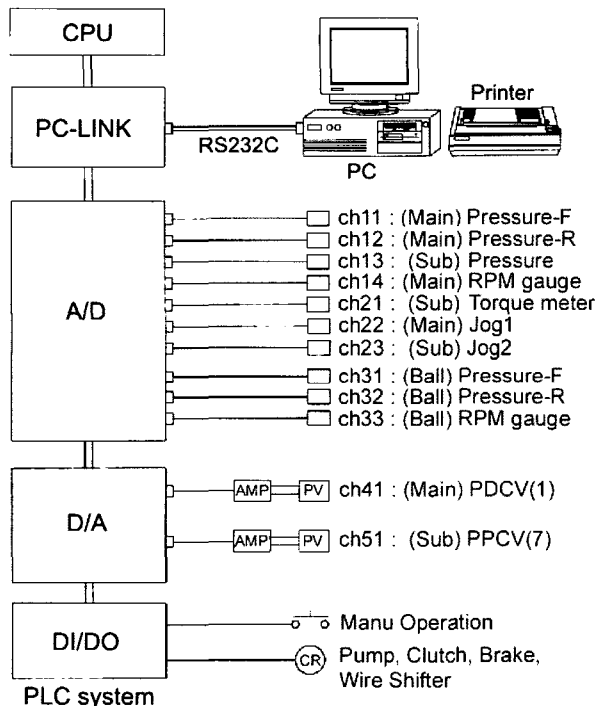 CPU
PC-LINK
RS232C
PC
Printer
A/D
ch11 : (Main) Pressure-F
ch12 : (Main) Pressure-R
ch13 : (Sub) Pressure
ch14 : (Main) RPM gauge
ch21 : (Sub) Torque meter
ch22 : (Main) Jog1
ch23 : (Sub) Jog2
ch31 : (Ball) Pressure-F
ch32 : (Ball) Pressure-R
ch33 : (Ball) RPM gauge
D/A
AMP PV ch41 : (Main) PDCV(1)
AMP PV ch51 : (Sub) PPCV(7)
DI/DO
Manu Operation
CR Pump, Clutch, Brake,
Wire Shifter
PLC system